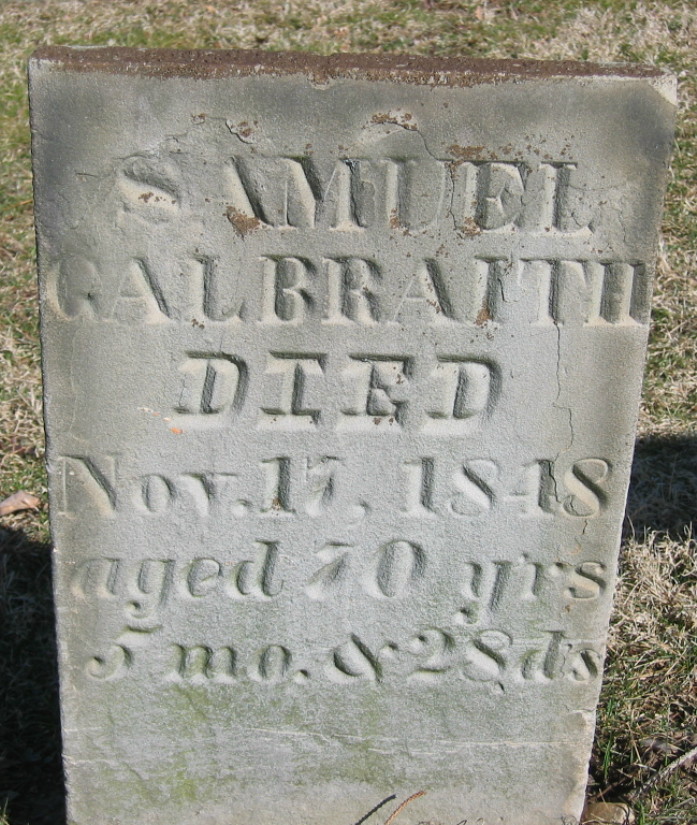 SAMUEL
GALBRAITH
DIED
Nov. 17, 1848
aged 70 yrs
5 mo. & 28 ds